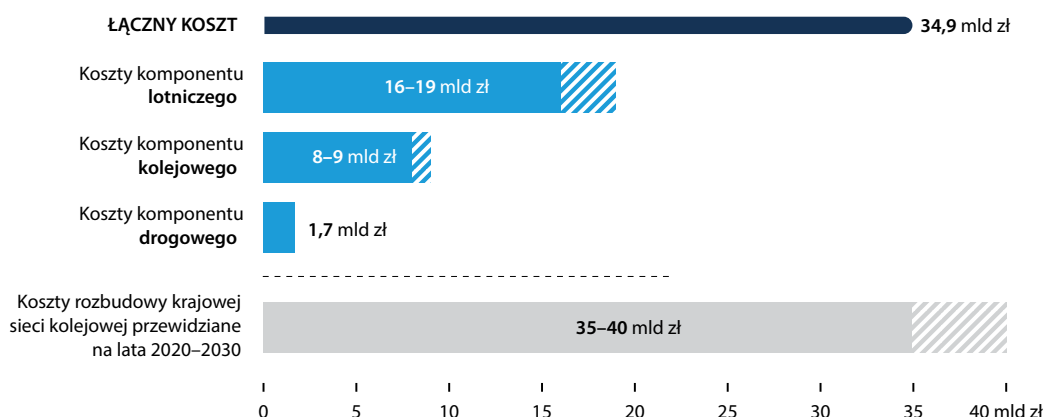 ŁĄCZNY KOSZT
34,9 mld zł
Koszty komponentu
lotniczego
16–19 mld zł
Koszty komponentu
kolejowego
8–9 mld zł
Koszty komponentu
drogowego
1,7 mld zł
Koszty rozbudowy krajowej
sieci kolejowej przewidziane
na lata 2020–2030
35–40 mld zł
0 5 10 15 20 25 30 35 40 mld zł